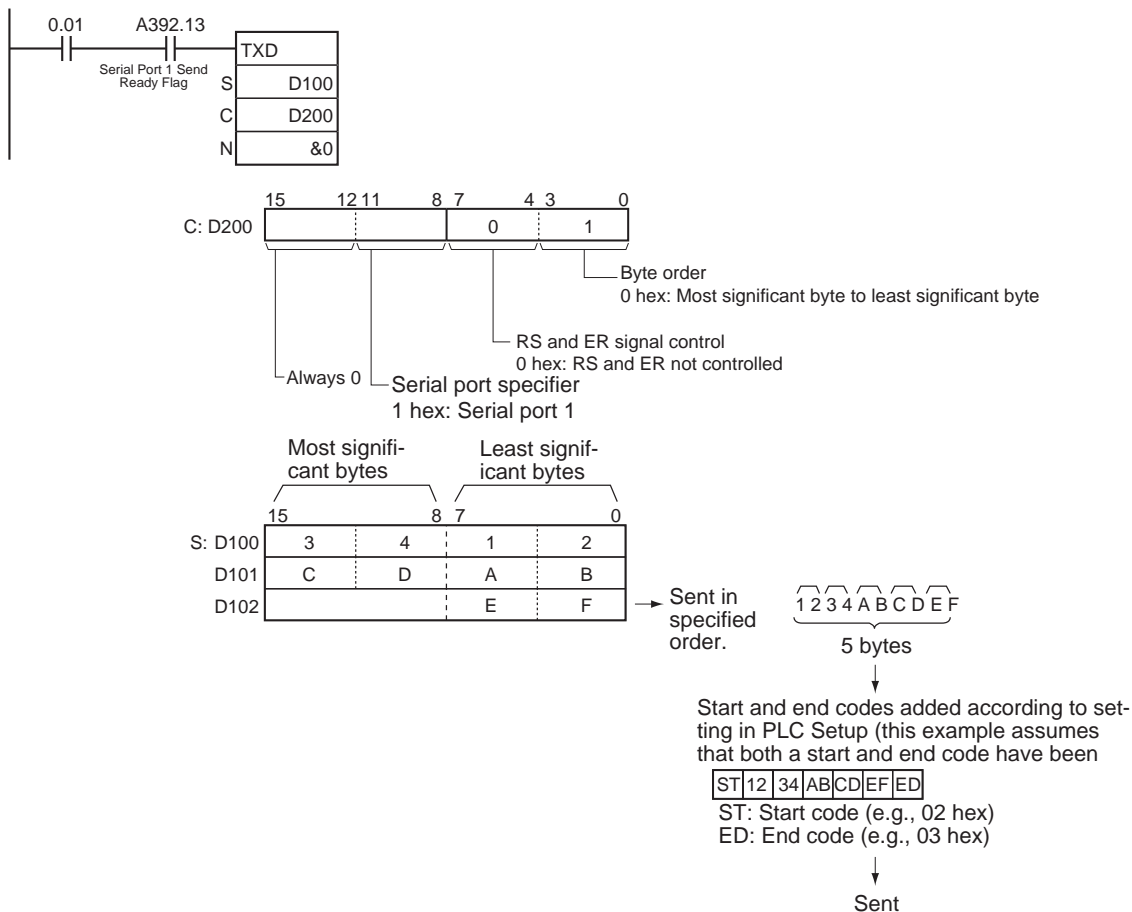 0.01 A392.13
TXD
Serial Port 1 Send
Ready Flag
S D100
C D200
N &0
15 12 11 8 7 4 3 0
C: D200 0 1
Byte order
0 hex: Most significant byte to least significant byte
RS and ER signal control
0 hex: RS and ER not controlled
Always 0
Serial port specifier
1 hex: Serial port 1
Most signifi-
cant bytes
Least signif-
icant bytes
15 8 7 0
S: D100 3 4 1 2
D101 C D A B
D102 E F
Sent in
specified
order.
1 2 3 4 A B C D E F
5 bytes
Start and end codes added according to set-
ting in PLC Setup (this example assumes
that both a start and end code have been
ST 12 34 AB CD EF ED
ST: Start code (e.g., 02 hex)
ED: End code (e.g., 03 hex)
Sent